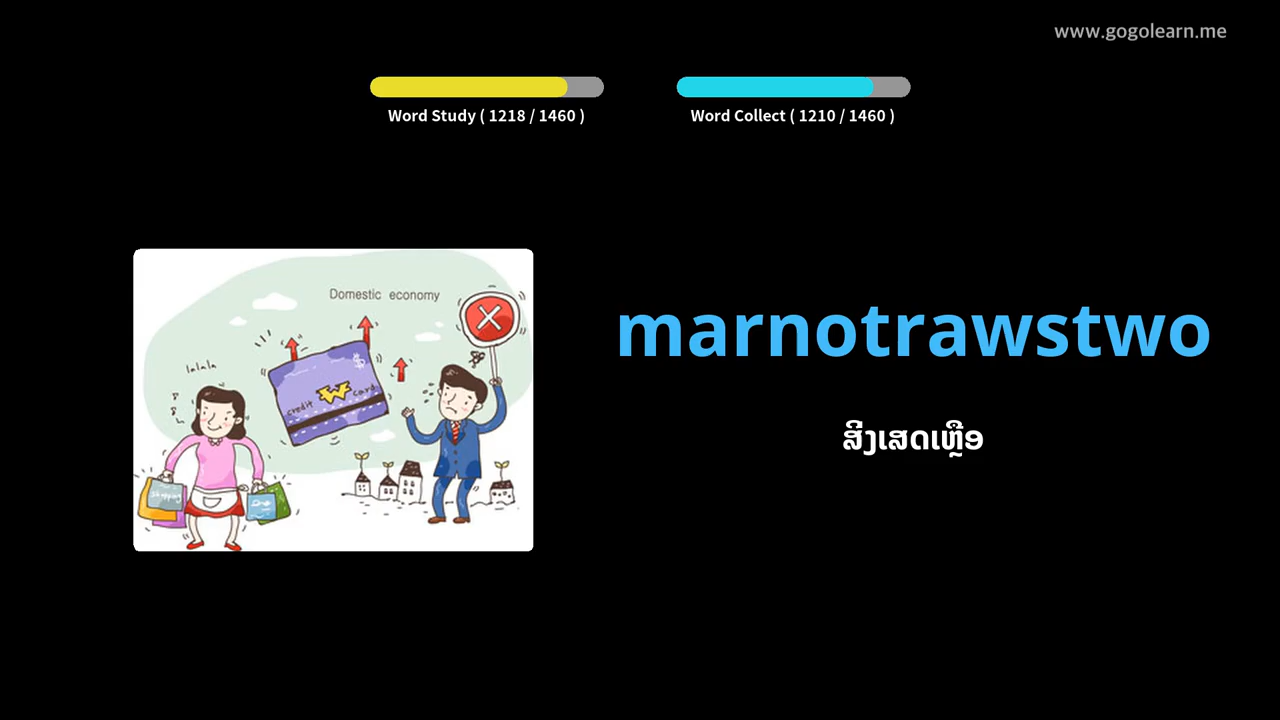 www.gogolearn.me
Word Study ( 1218 / 1460 )
Word Collect ( 1210 / 1460 )
Domestic economy
lalala
$
W
credit card
Shopping
marnotrawstwo
ສິ່ງເສດເຫຼືອ